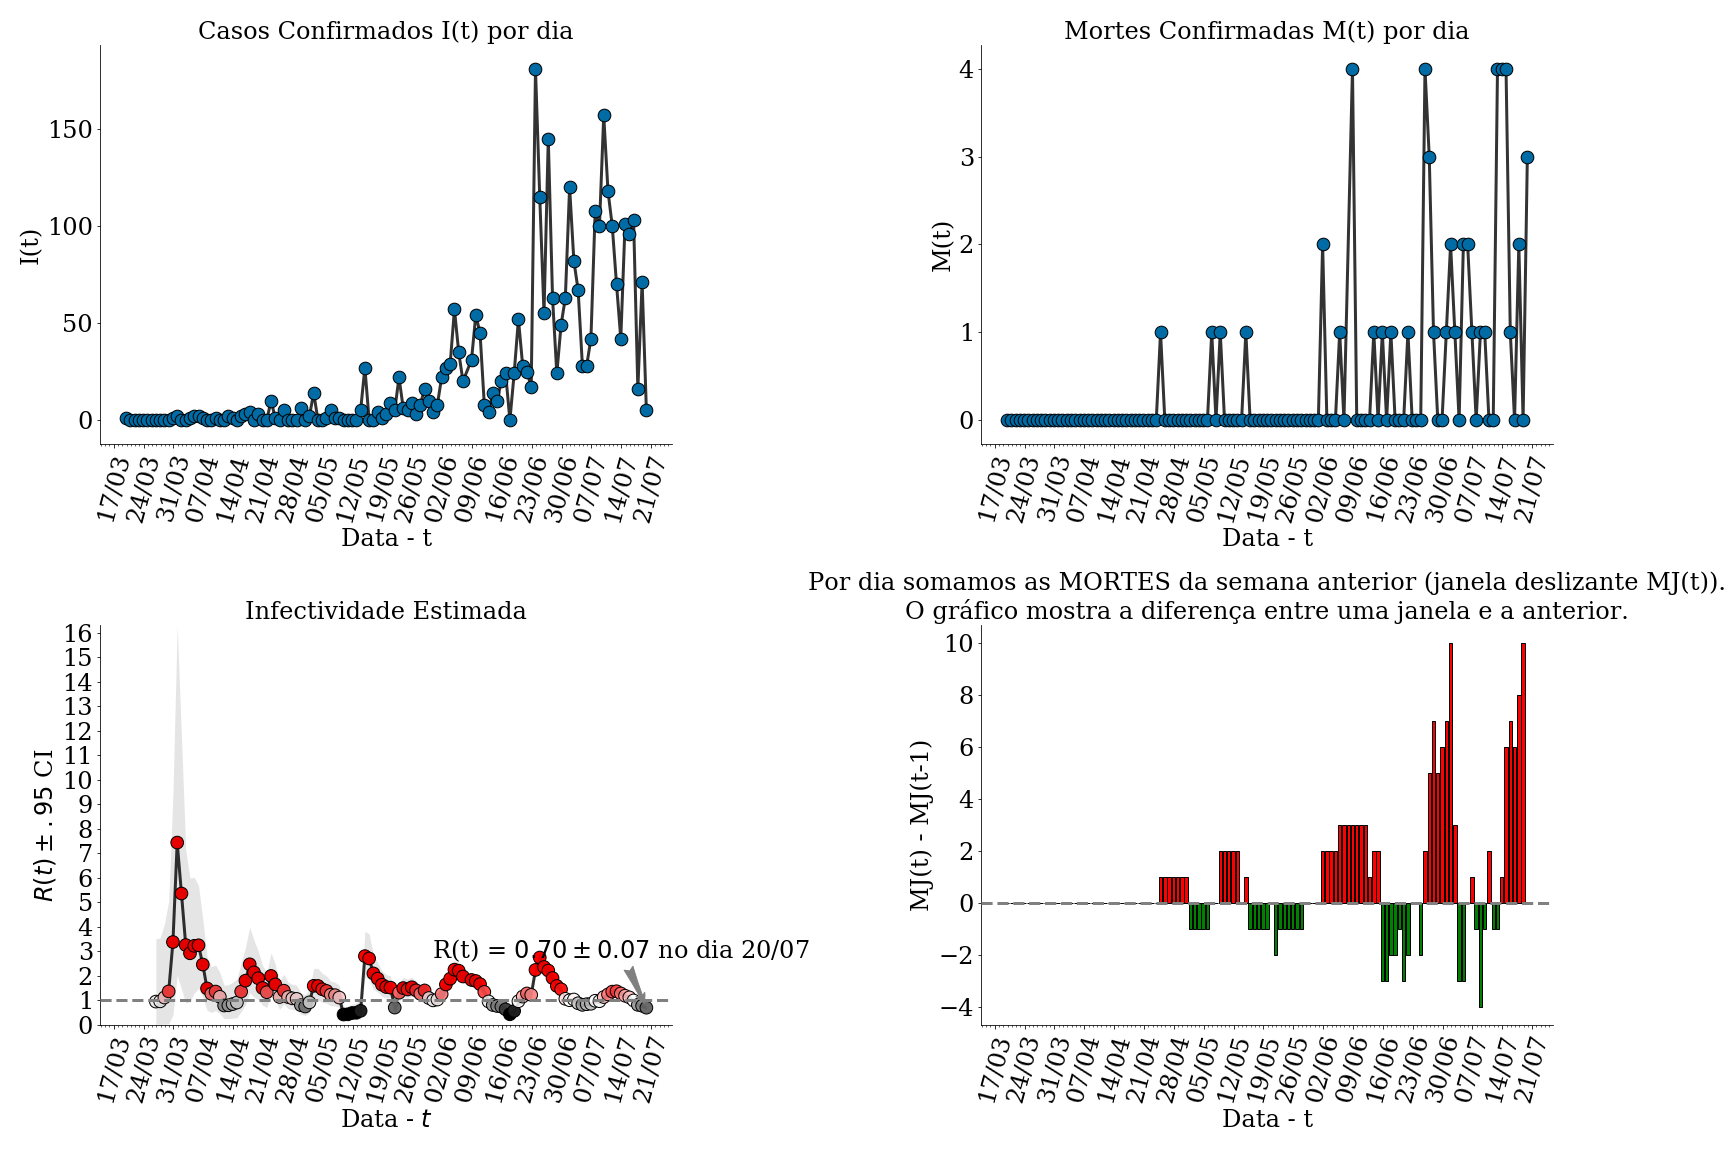 Casos Confirmados I(t) por dia
150
100
50
0
I(t)
17/03 24/03 31/03 07/04 14/04 21/04 28/04 05/05 12/05 19/05 26/05 02/06 09/06 16/06 23/06 30/06 07/07 14/07 21/07
Data - t
Mortes Confirmadas M(t) por dia
4
3
2
1
0
M(t)
17/03 24/03 31/03 07/04 14/04 21/04 28/04 05/05 12/05 19/05 26/05 02/06 09/06 16/06 23/06 30/06 07/07 14/07 21/07
Data - t
Infectividade Estimada
16
15
14
13
12
11
10
9
8
7
6
5
4
3
2
1
0
R(t) ± .95 CI
R(t) = 0.70 ± 0.07 no dia 20/07
17/03 24/03 31/03 07/04 14/04 21/04 28/04 05/05 12/05 19/05 26/05 02/06 09/06 16/06 23/06 30/06 07/07 14/07 21/07
Data - t
Por dia somamos as MORTES da semana anterior (janela deslizante MJ(t)).
O gráfico mostra a diferença entre uma janela e a anterior.
10
8
6
4
2
0
−2
−4
MJ(t) - MJ(t-1)
17/03 24/03 31/03 07/04 14/04 21/04 28/04 05/05 12/05 19/05 26/05 02/06 09/06 16/06 23/06 30/06 07/07 14/07 21/07
Data - t